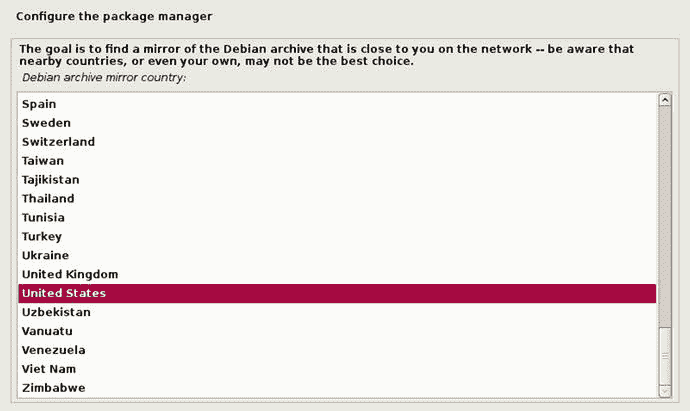 Configure the package manager
The goal is to find a mirror of the Debian archive that is close to you on the network -- be aware that
nearby countries, or even your own, may not be the best choice.
Debian archive mirror country:
Spain
Sweden
Switzerland
Taiwan
Tajikistan
Thailand
Tunisia
Turkey
Ukraine
United Kingdom
United States
Uzbekistan
Vanuatu
Venezuela
Viet Nam
Zimbabwe